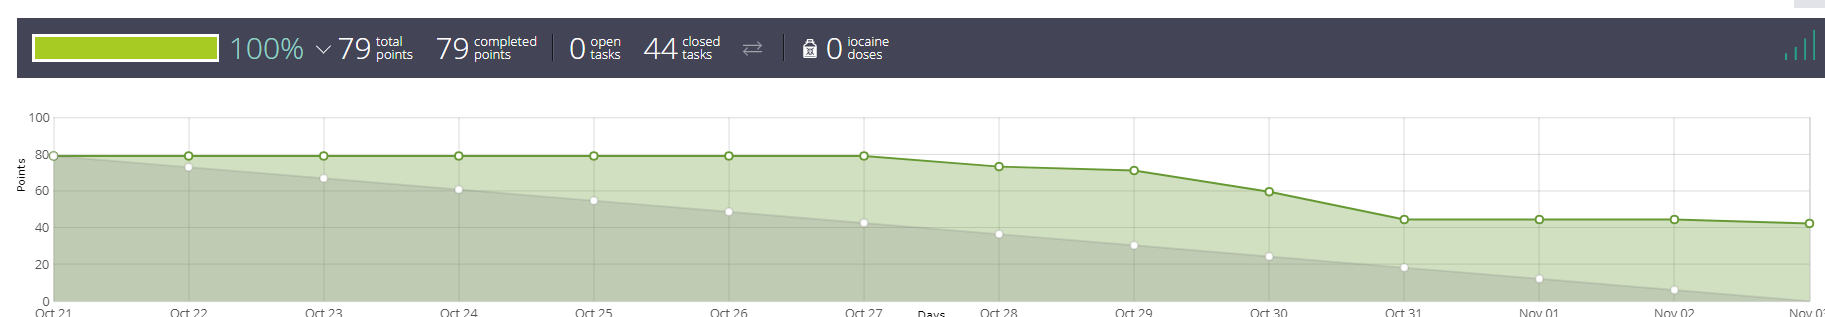 100% 79 total points 79 completed points 0 open tasks 44 closed tasks 0 iocaine doses
100
80
60
40
20
0
Points
Oct 21 Oct 22 Oct 23 Oct 24 Oct 25 Oct 26 Oct 27 Days Oct 28 Oct 29 Oct 30 Oct 31 Nov 01 Nov 02 Nov 03